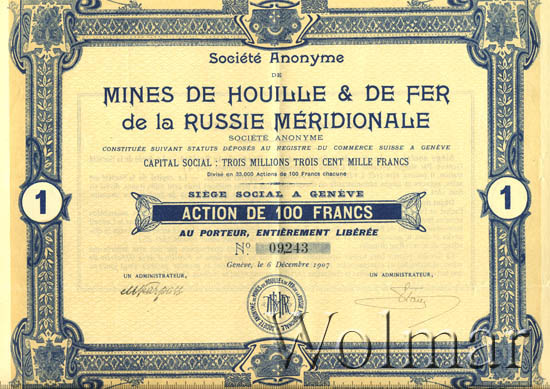 Société Anonyme
DE
MINES DE HOUILLE & DE FER
de la RUSSIE MÉRIDIONALE
SOCIÉTÉ ANONYME
CONSTITUÉE SUIVANT STATUTS DÉPOSÉS AU REGISTRE DU COMMERCE SUISSE A GENÈVE
CAPITAL SOCIAL : TROIS MILLIONS TROIS CENT MILLE FRANCS
Divisé en 33,000 Actions de 100 Francs chacune
SIÈGE SOCIAL A GENÈVE
1 ACTION DE 100 FRANCS 1
AU PORTEUR, ENTIÈREMENT LIBÉRÉE
No. 09,243
Genève, le 6 Décembre 1907
UN ADMINISTRATEUR, UN ADMINISTRATEUR,
Wolmar